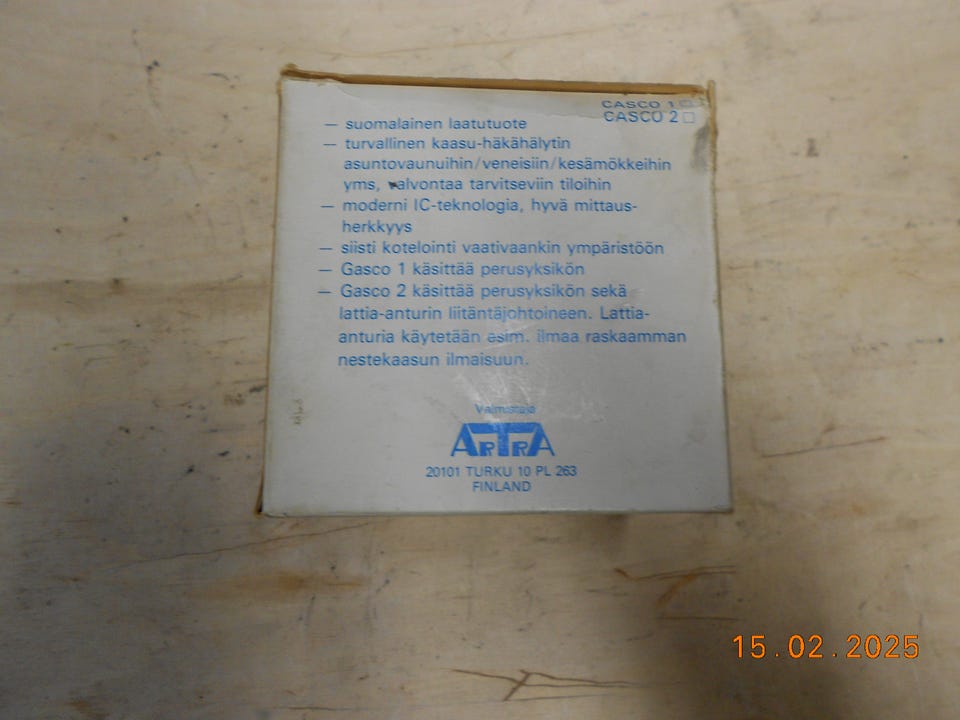 CASCO 1 □
CASCO 2 □
— suomalainen laatutuote
— turvallinen kaasu-häkähälytin
asuntovaunuihin/veneisiin/kesämökkeihin
yms, valvontaa tarvitseviin tiloihin
— moderni IC-teknologia, hyvä mittaus-
herkkyys
— siisti kotelointi vaativaankin ympäristöön
— Gasco 1 käsittää perusyksikön
— Gasco 2 käsittää perusyksikön sekä
lattia-anturin liitäntäjohtoineen. Lattia-
anturia käytetään esim. ilmaa raskaamman
nestekaasun ilmaisuun.
Valmistaja
ARTRA
20101 TURKU 10 PL 263
FINLAND
15.02.2025